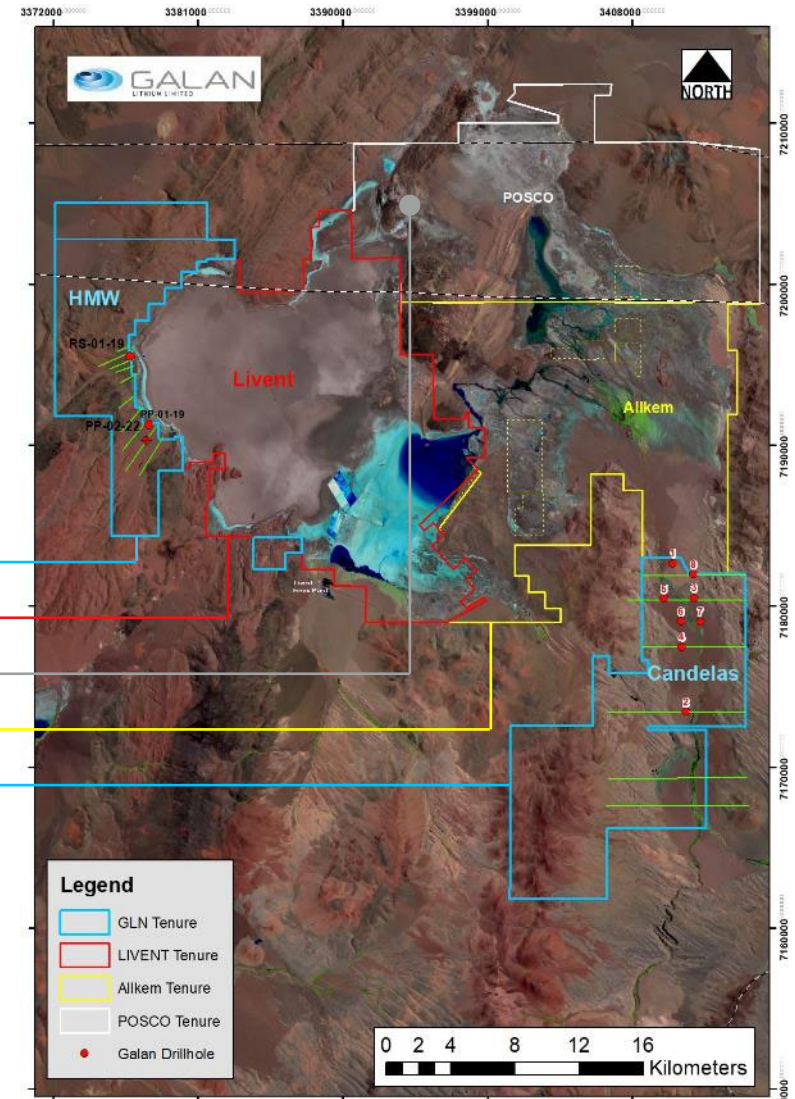 3372000 3381000 3390000 3399000 3408000
GALAN
LITHIUM LIMITED
NORTH
7210000
POSCO
7200000
HMW
RS-01-19
Livent
Allkem
PP-01-19
PP-02-22
7190000
1
8
5
3
7180000
6
7
4
Candelas
2
7170000
Legend
GLN Tenure
LIVENT Tenure
Allkem Tenure
POSCO Tenure
Galan Drillhole
7160000
0 2 4 8 12 16
Kilometers